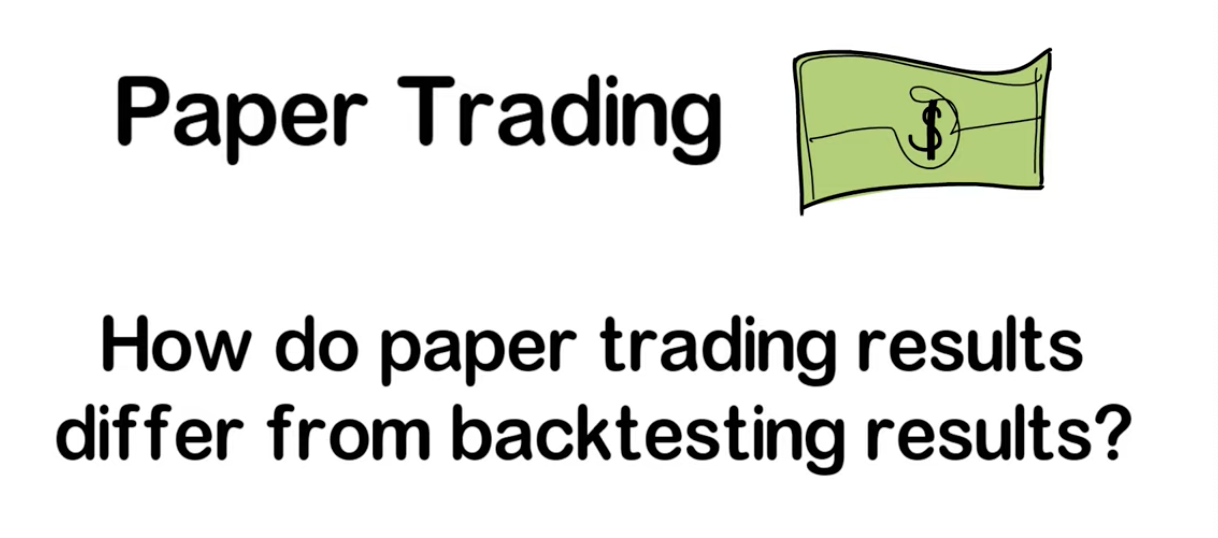 Paper Trading
$
How do paper trading results
differ from backtesting results?